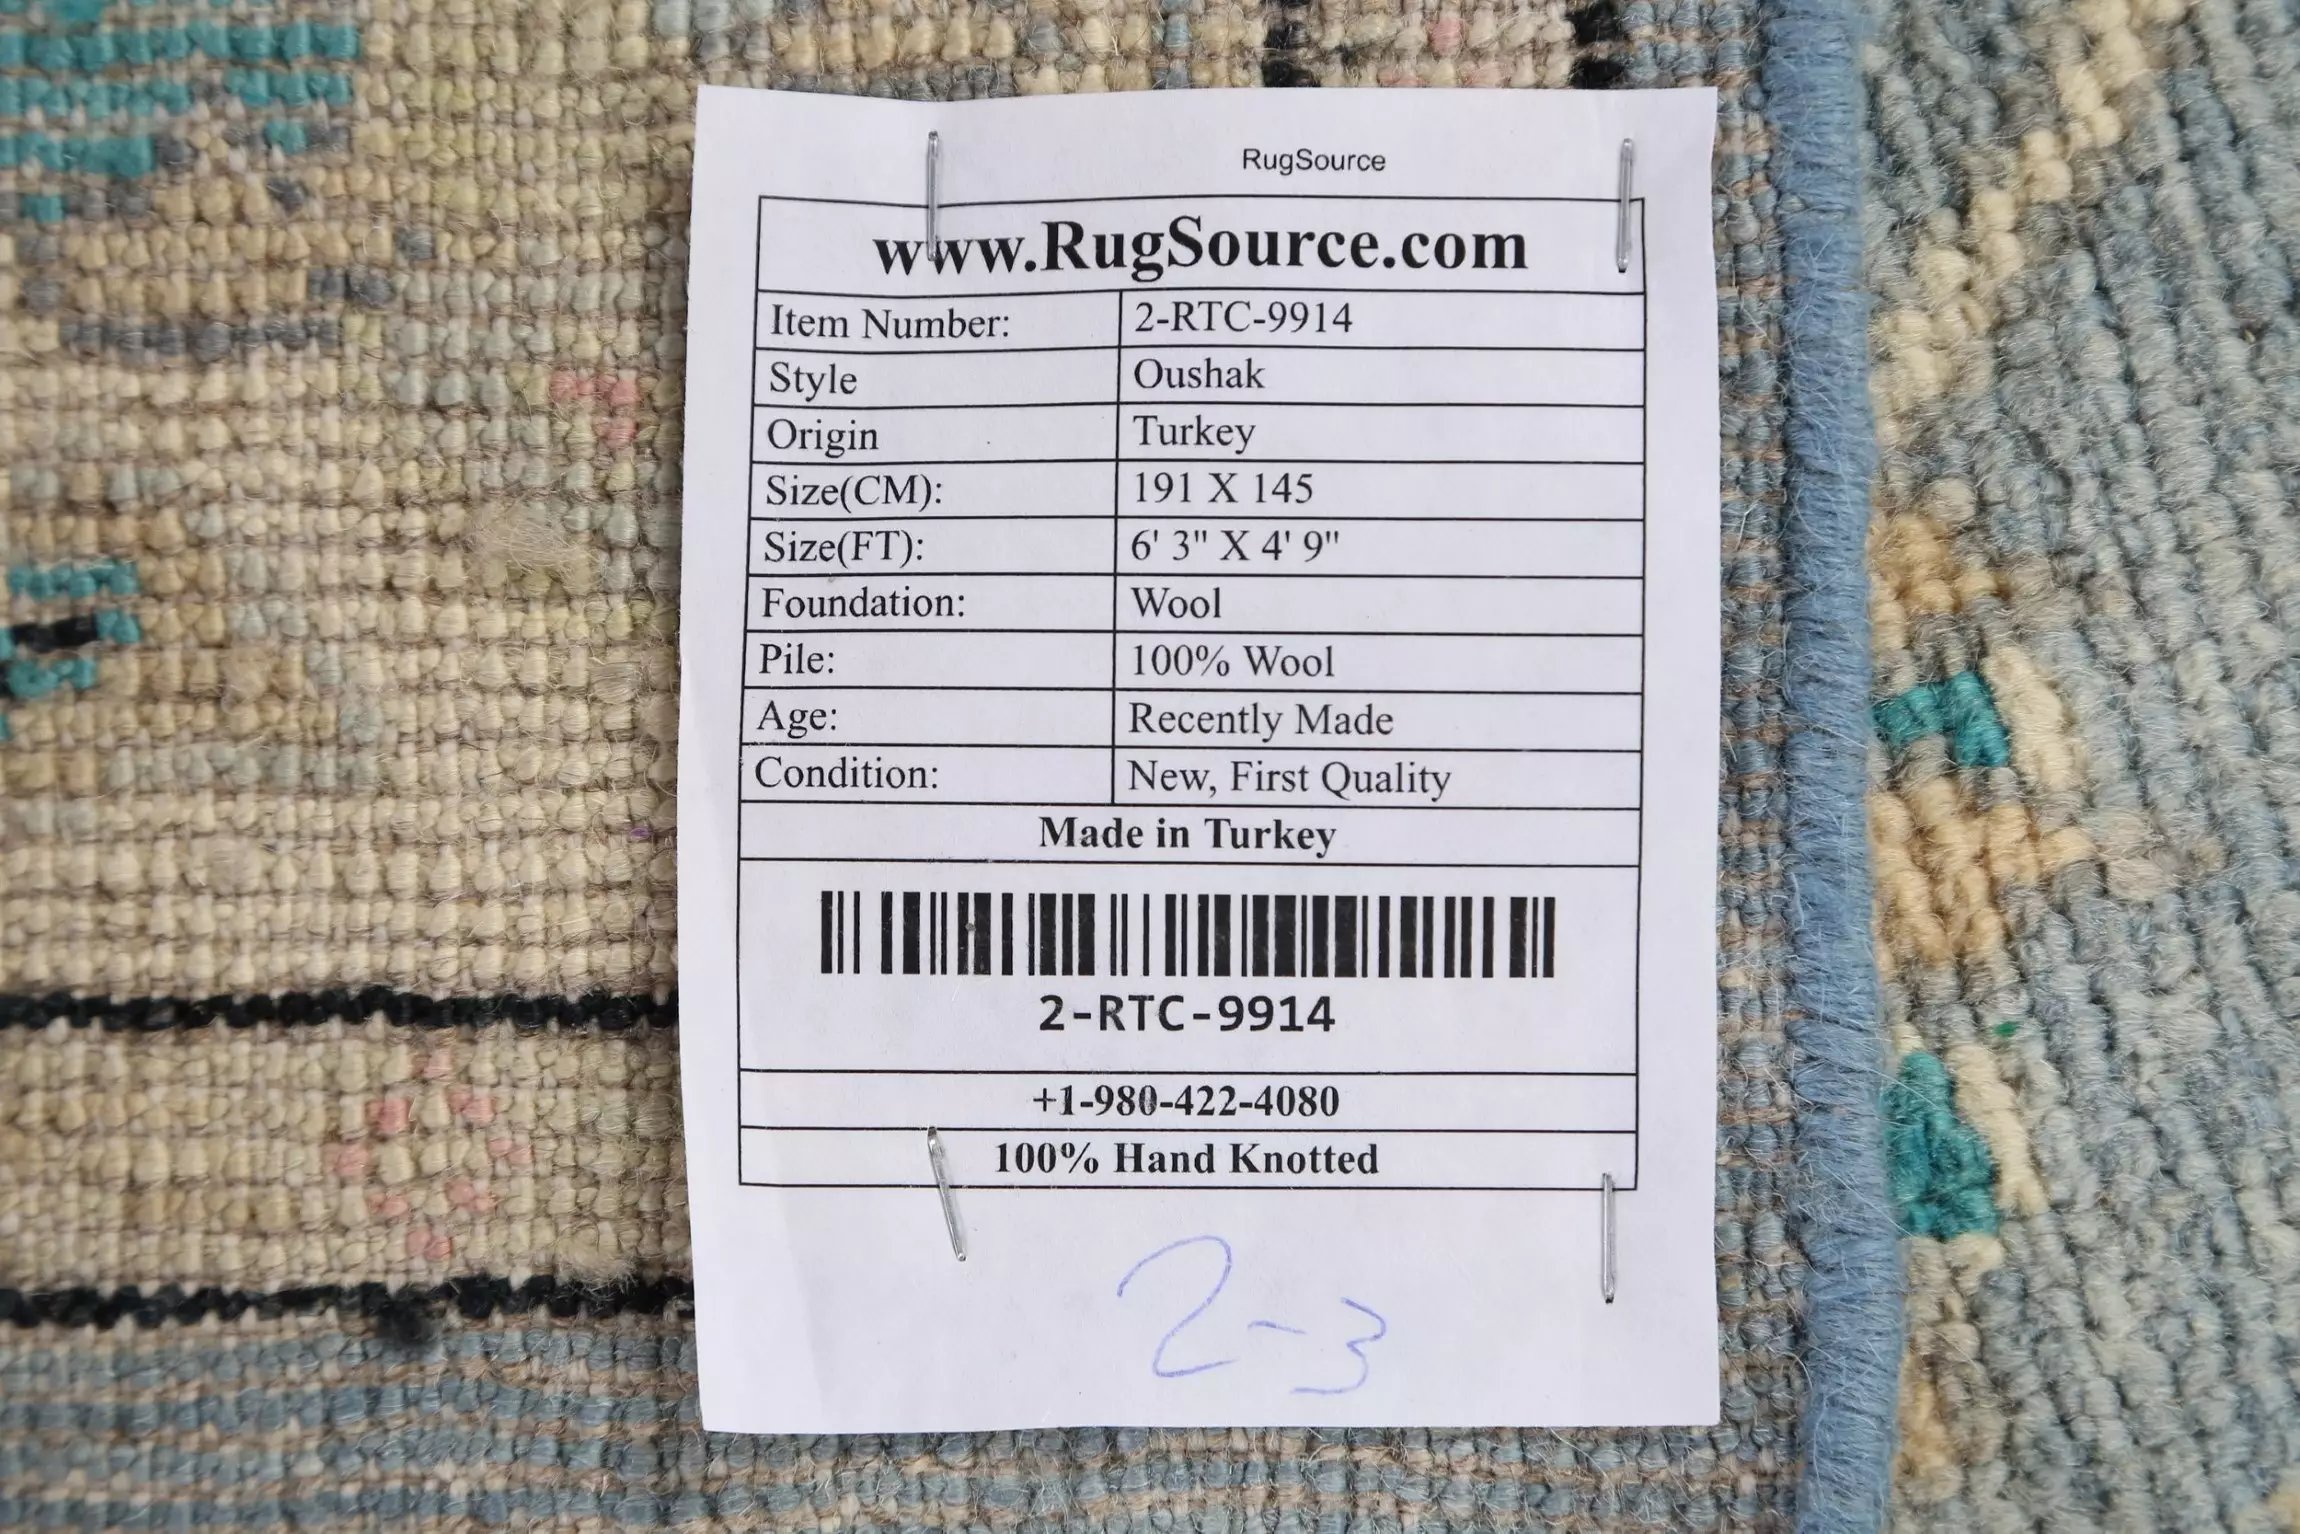 RugSource
www.RugSource.com
Item Number: 2-RTC-9914
Style Oushak
Origin Turkey
Size(CM): 191 X 145
Size(FT): 6' 3" X 4' 9"
Foundation: Wool
Pile: 100% Wool
Age: Recently Made
Condition: New, First Quality
Made in Turkey
2-RTC-9914
+1-980-422-4080
100% Hand Knotted
2-3